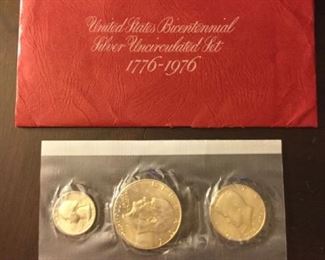 United States Bicentennial
Silver Uncirculated Set
1776-1976